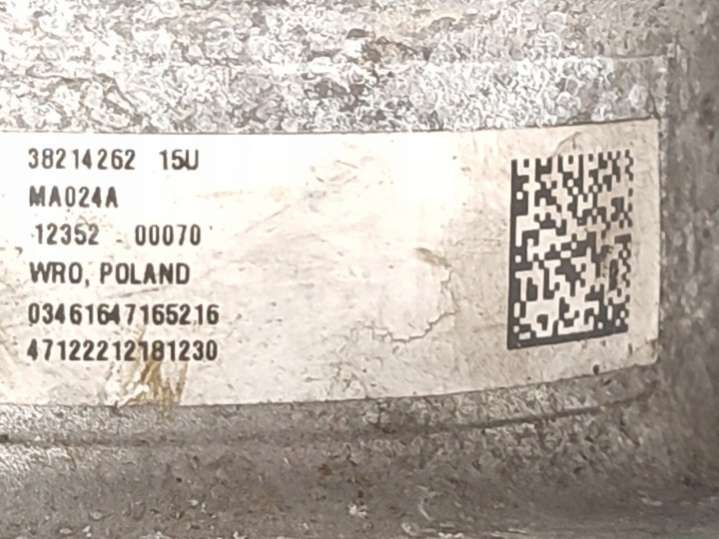 38214262 15U
MA024A
12352 00070
WRO, POLAND
03461647165216
47122212181230